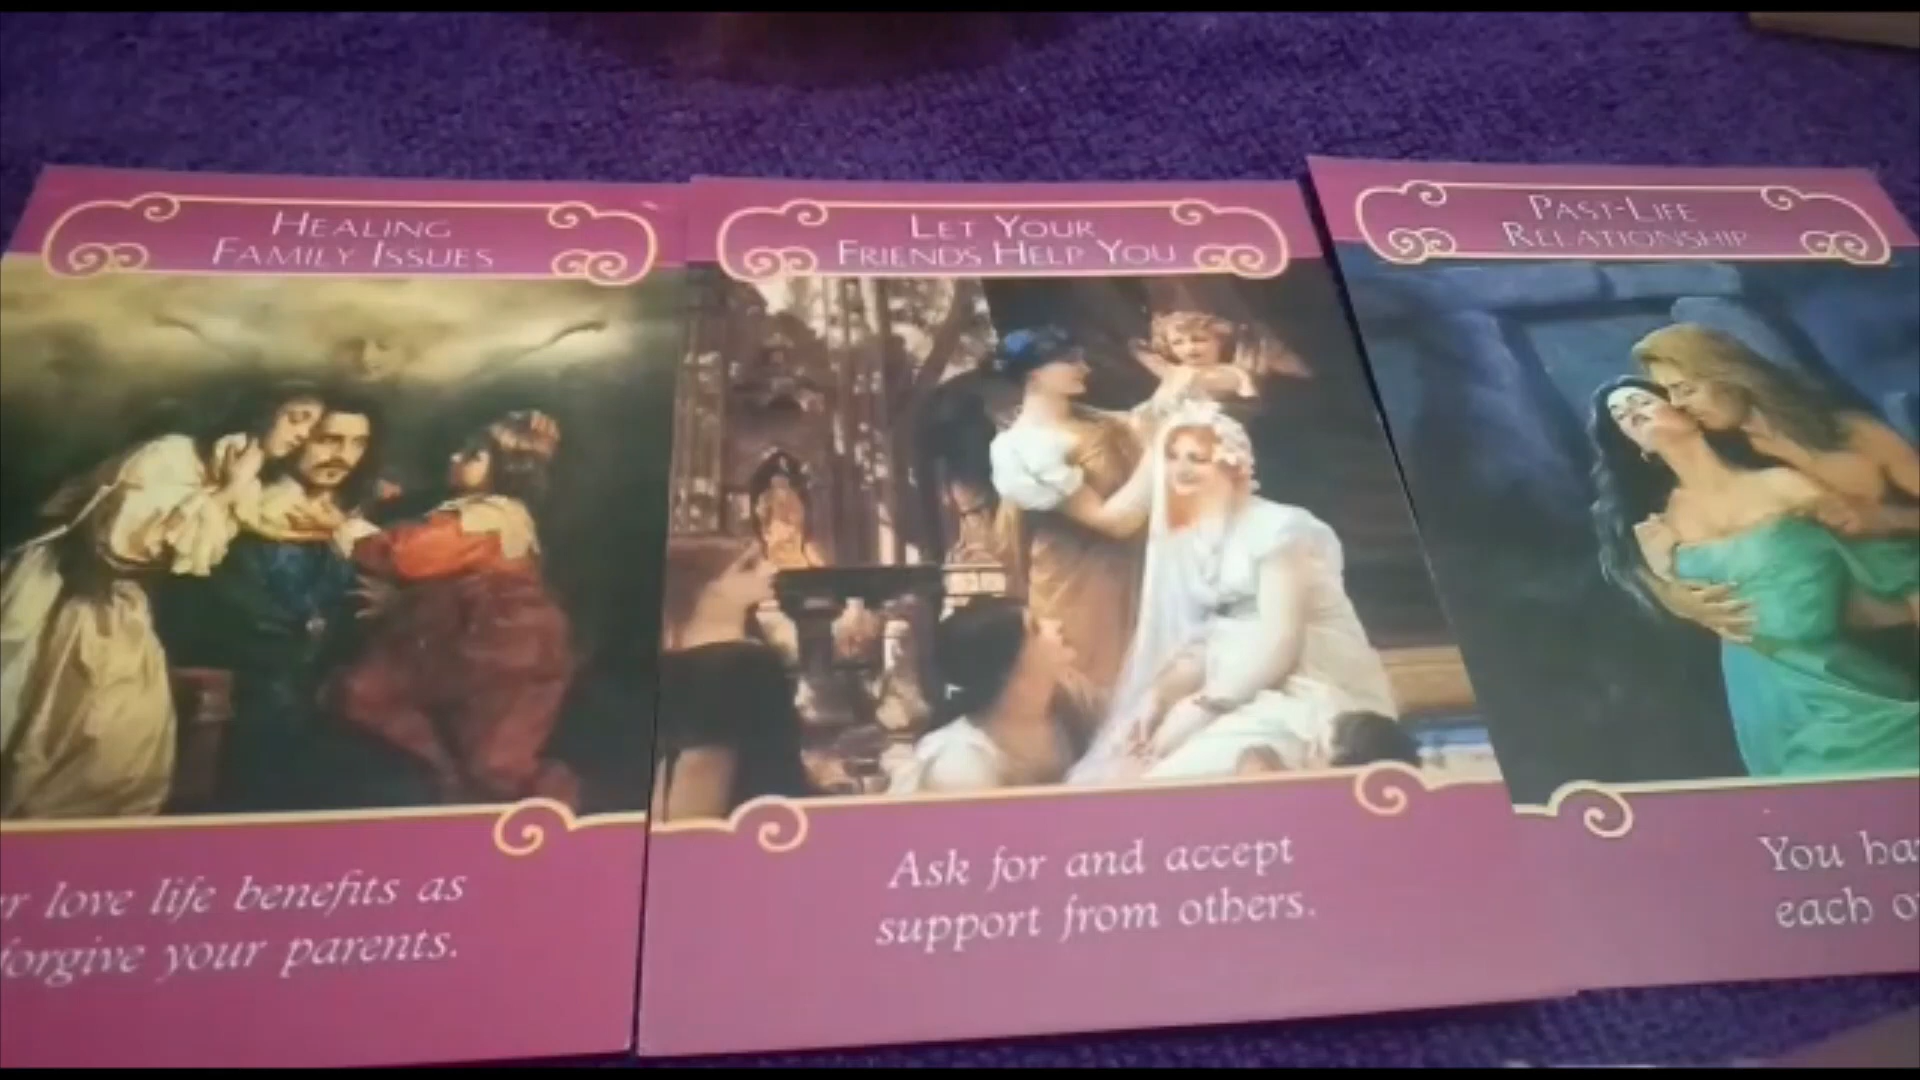 HEALING
FAMILY ISSUES
LET YOUR
FRIENDS HELP YOU
PAST-LIFE
RELATIONSHIP
love life benefits as
forgive your parents.
Ask for and accept
support from others.
You
each